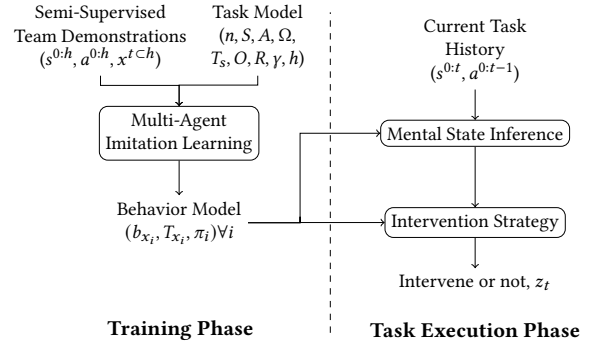 Semi-Supervised
Team Demonstrations
(s^{0:h}, a^{0:h}, x^{t⊂h})
Task Model
(n, S, A, Ω,
T_s, O, R, γ, h)
Multi-Agent
Imitation Learning
Behavior Model
(b_{x_i}, T_{x_i}, π_i)∀i
Training Phase
Current Task
History
(s^{0:t}, a^{0:t−1})
Mental State Inference
Intervention Strategy
Intervene or not, z_t
Task Execution Phase